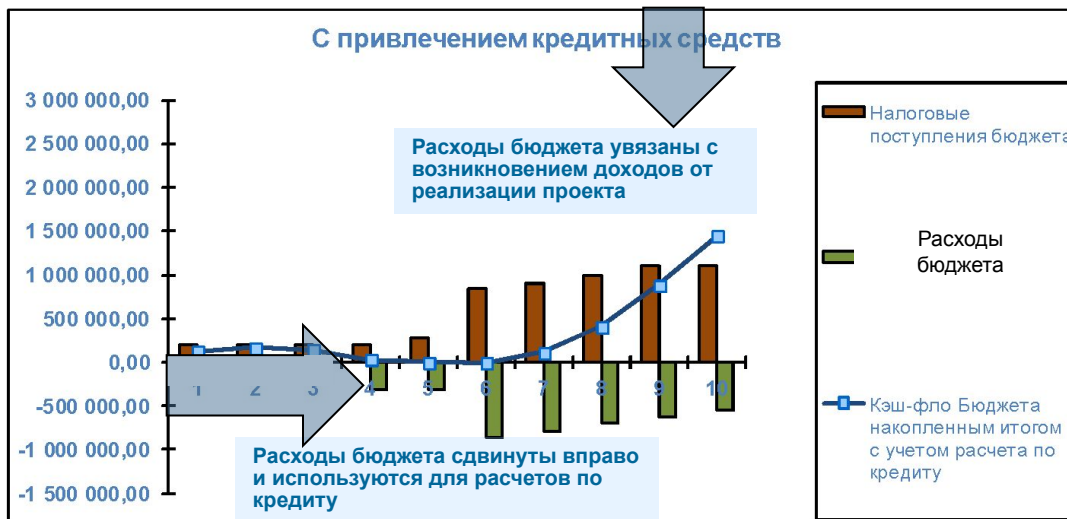 С привлечением кредитных средств
3 000 000,00
2 500 000,00
2 000 000,00
1 500 000,00
1 000 000,00
500 000,00
0,00
-500 000,00
-1 000 000,00
-1 500 000,00
Расходы бюджета увязаны с
возникновением доходов от
реализации проекта
1 2 3 4 5 6 7 8 9 10
Расходы бюджета сдвинуты вправо
и используются для расчетов по
кредиту
Налоговые
поступления бюджета
Расходы
бюджета
Кэш-фло Бюджета
накопленным итогом
с учетом расчета по
кредиту